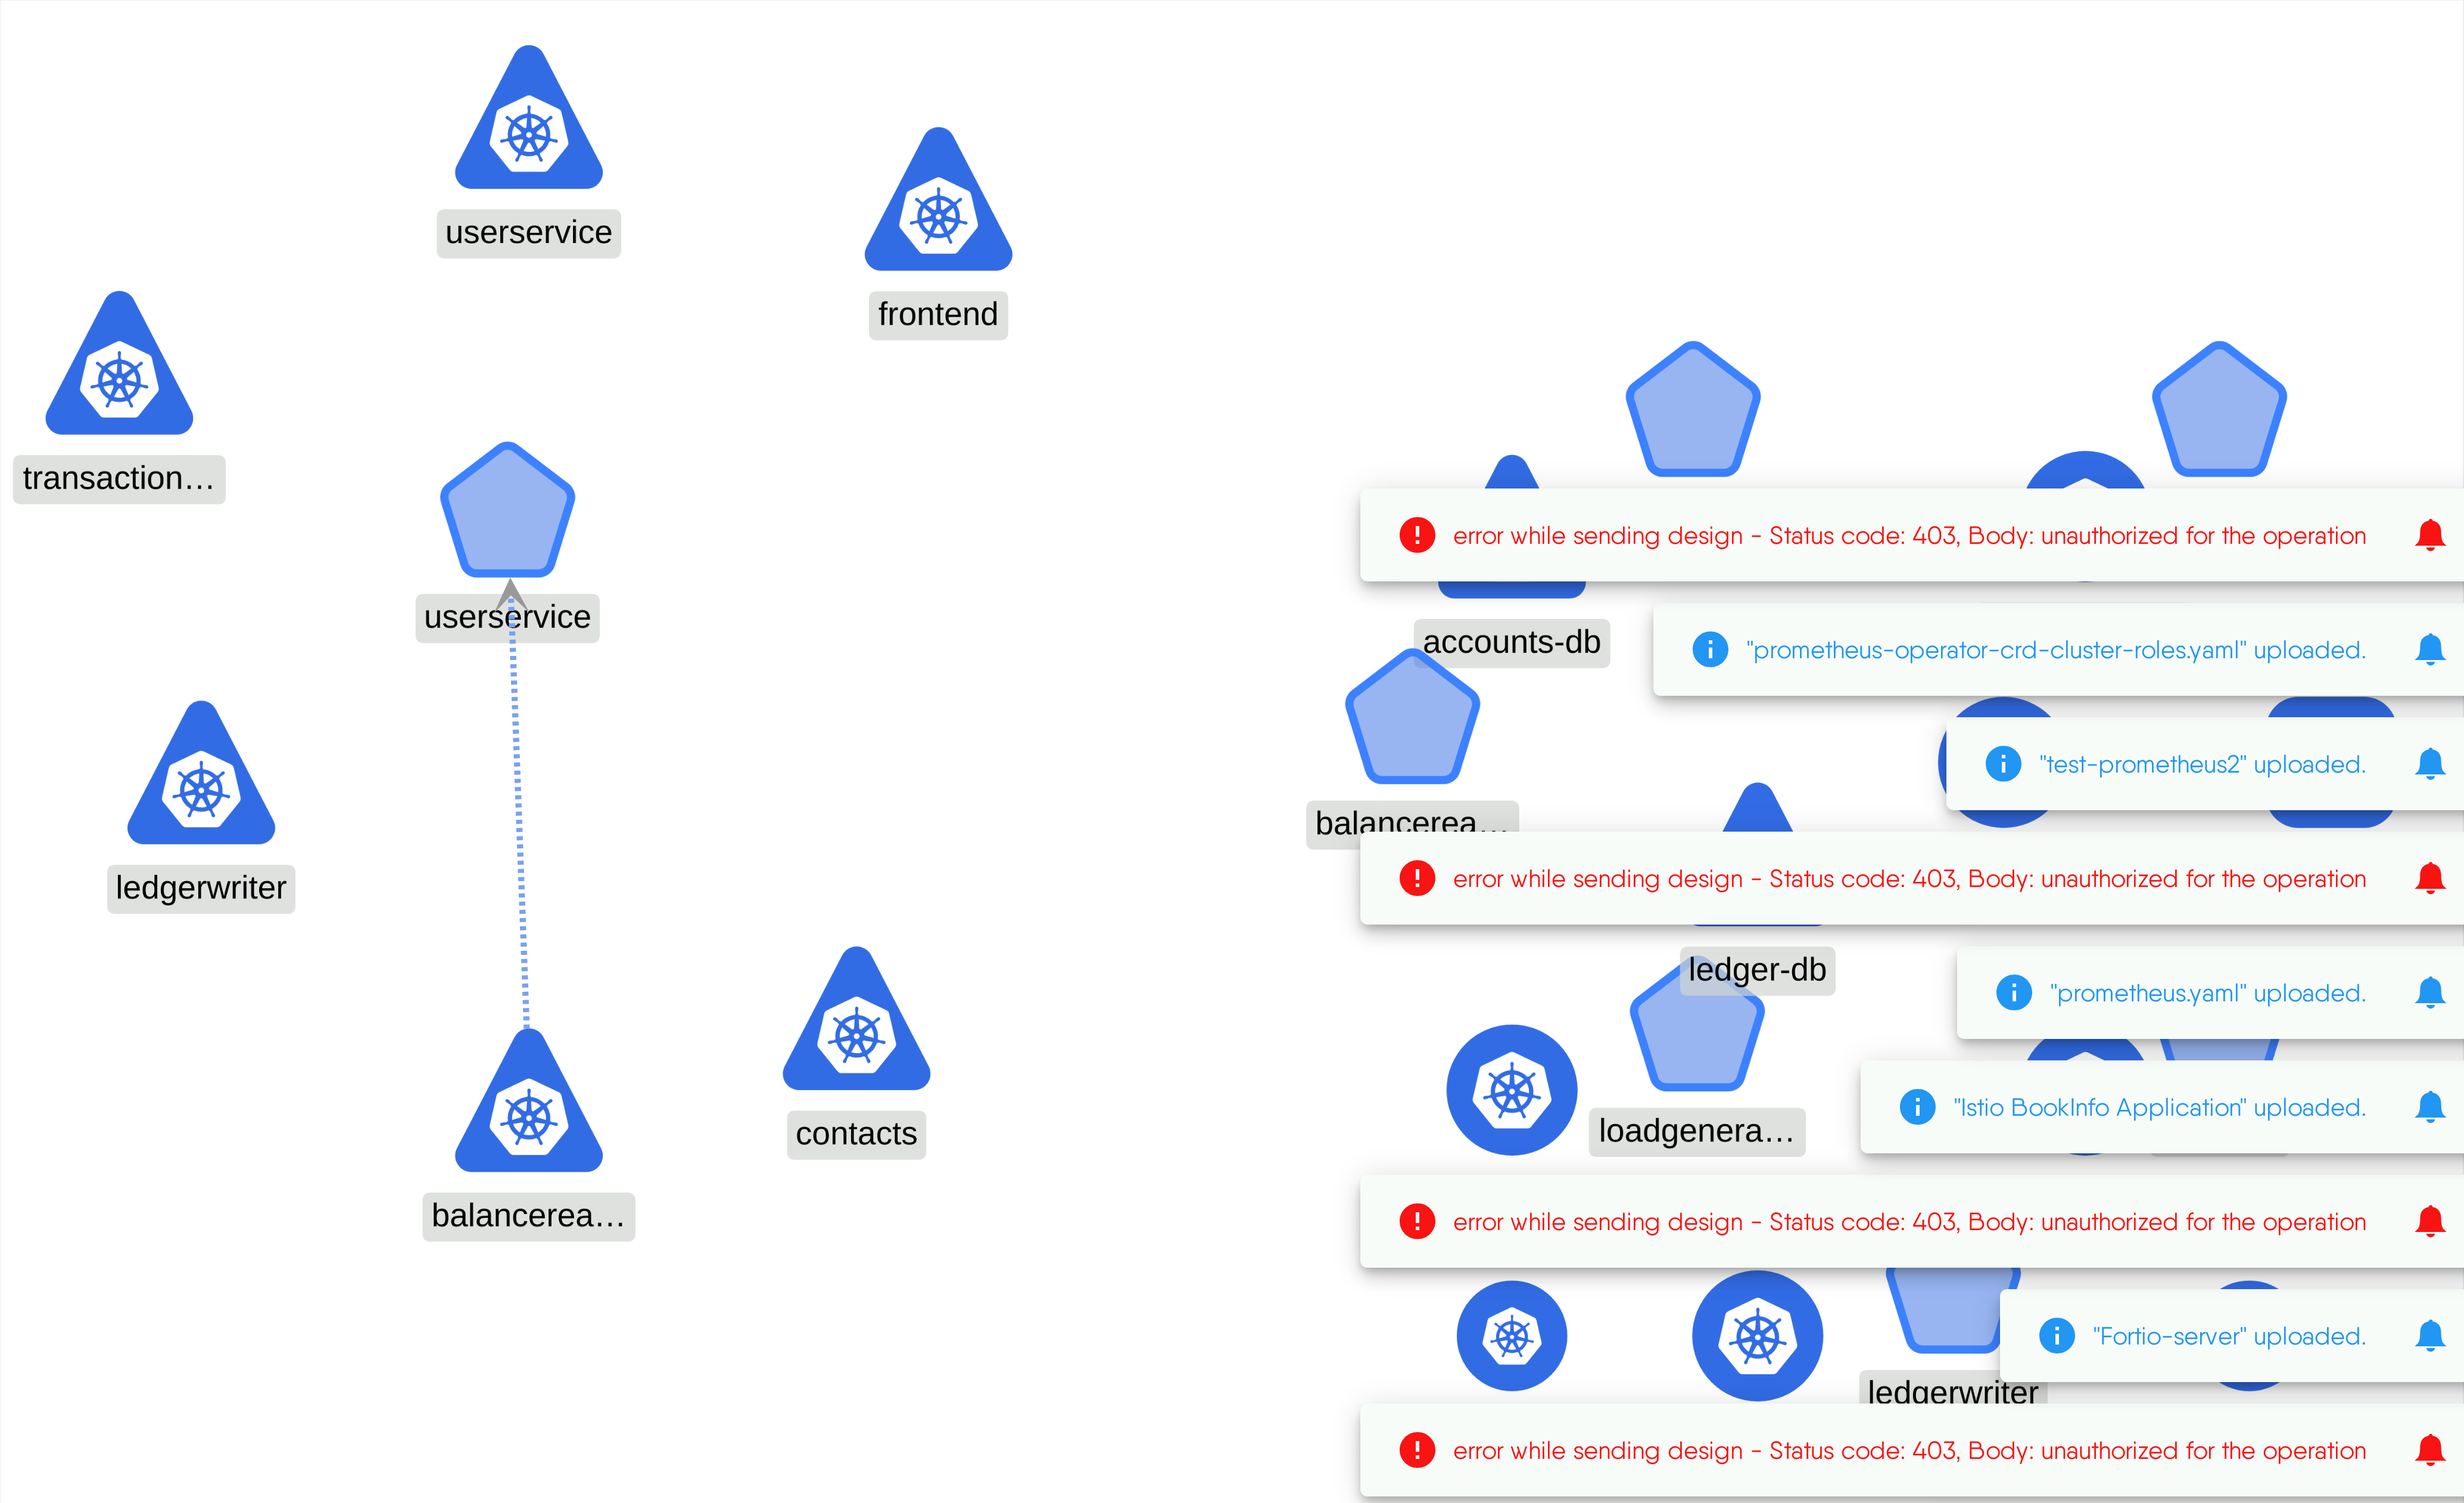 userservice
frontend
transaction…
userservice
error while sending design - Status code: 403, Body: unauthorized for the operation
accounts-db
"prometheus-operator-crd-cluster-roles.yaml" uploaded.
"test-prometheus2" uploaded.
balancerea…
ledgerwriter
error while sending design - Status code: 403, Body: unauthorized for the operation
ledger-db
"prometheus.yaml" uploaded.
contacts
loadgenera…
"Istio BookInfo Application" uploaded.
balancerea…
error while sending design - Status code: 403, Body: unauthorized for the operation
"Fortio-server" uploaded.
ledgerwriter
error while sending design - Status code: 403, Body: unauthorized for the operation